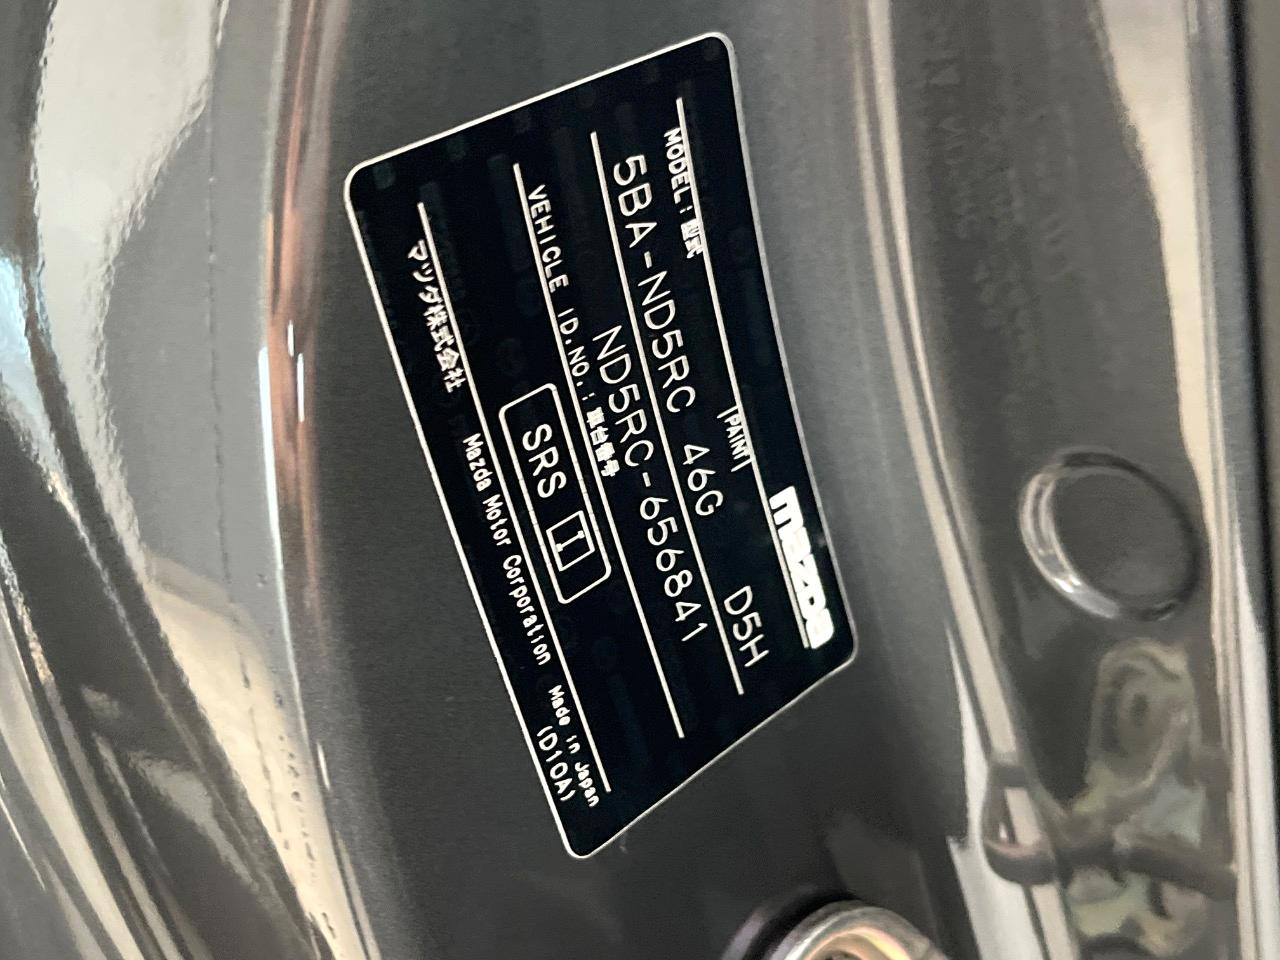 mazda
MODEL:型式 PAINT
5BA-ND5RC 46G D5H
VEHICLE ID.NO.:車台番号
ND5RC-656841
SRS I
マツダ株式会社 Mazda Motor Corporation Made in Japan
(D10A)